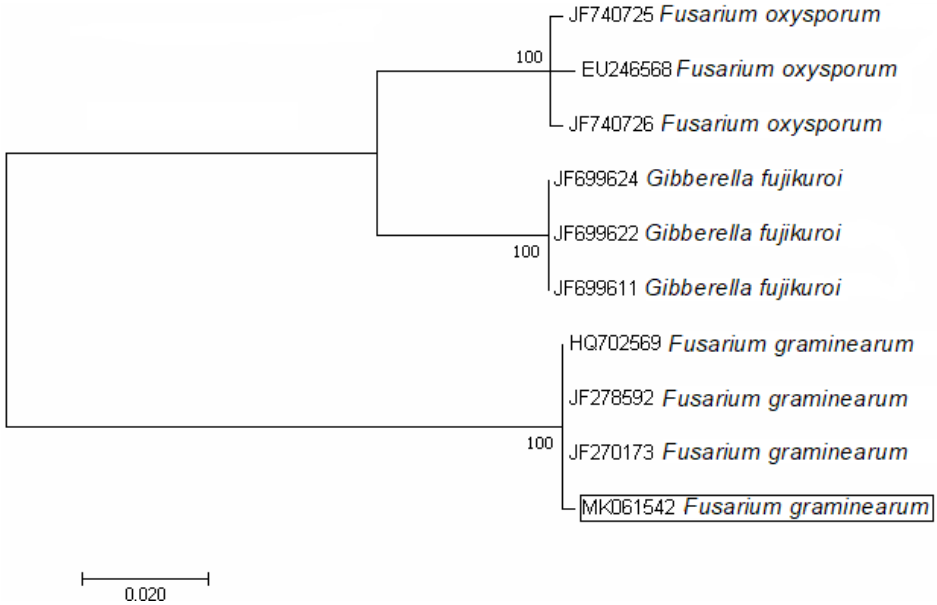 JF740725 Fusarium oxysporum
100
EU246568 Fusarium oxysporum
JF740726 Fusarium oxysporum
JF699624 Gibberella fujikuroi
JF699622 Gibberella fujikuroi
100
JF699611 Gibberella fujikuroi
HQ702569 Fusarium graminearum
JF278592 Fusarium graminearum
100
JF270173 Fusarium graminearum
MK061542 Fusarium graminearum
0.020